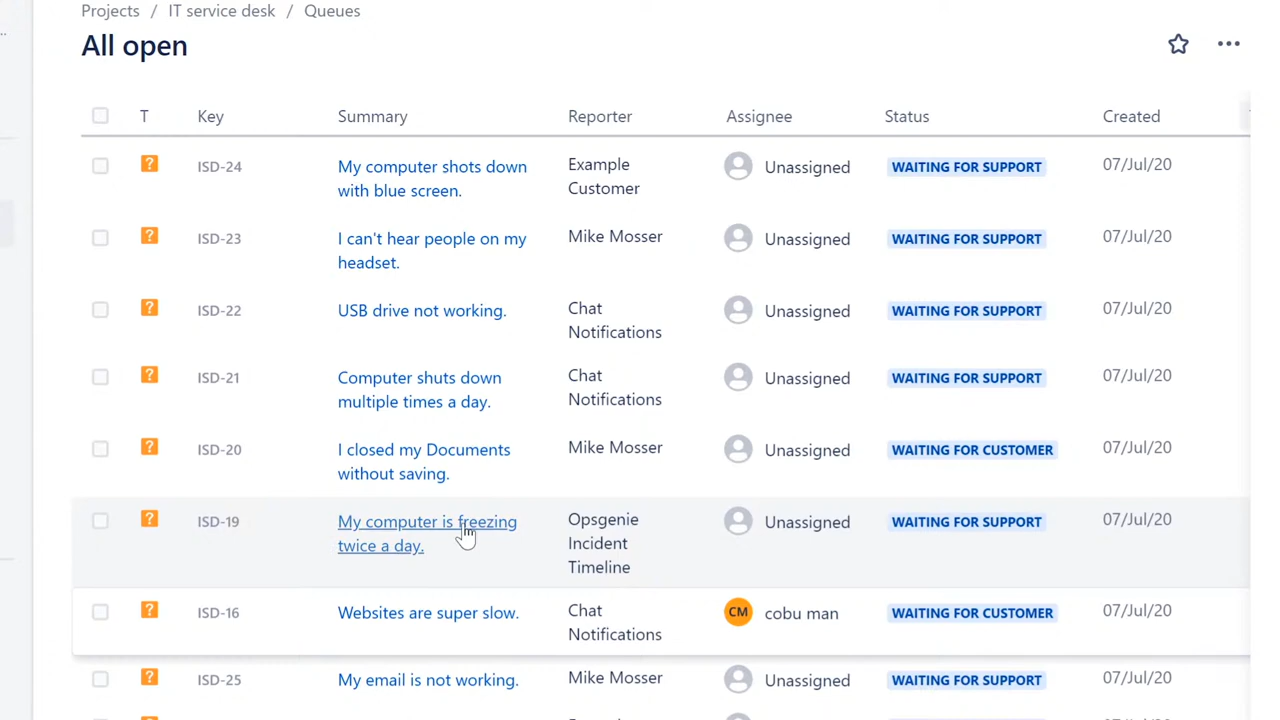 Projects / IT service desk / Queues
All open
T Key Summary Reporter Assignee Status Created
? ISD-24 My computer shots down Example Unassigned WAITING FOR SUPPORT 07/Jul/20
with blue screen. Customer
? ISD-23 I can't hear people on my Mike Mosser Unassigned WAITING FOR SUPPORT 07/Jul/20
headset.
? ISD-22 USB drive not working. Chat Unassigned WAITING FOR SUPPORT 07/Jul/20
Notifications
? ISD-21 Computer shuts down Chat Unassigned WAITING FOR SUPPORT 07/Jul/20
multiple times a day. Notifications
? ISD-20 I closed my Documents Mike Mosser Unassigned WAITING FOR CUSTOMER 07/Jul/20
without saving.
? ISD-19 My computer is freezing Opsgenie Unassigned WAITING FOR SUPPORT 07/Jul/20
twice a day. Incident
Timeline
? ISD-16 Websites are super slow. Chat CM cobu man WAITING FOR CUSTOMER 07/Jul/20
Notifications
? ISD-25 My email is not working. Mike Mosser Unassigned WAITING FOR SUPPORT 07/Jul/20